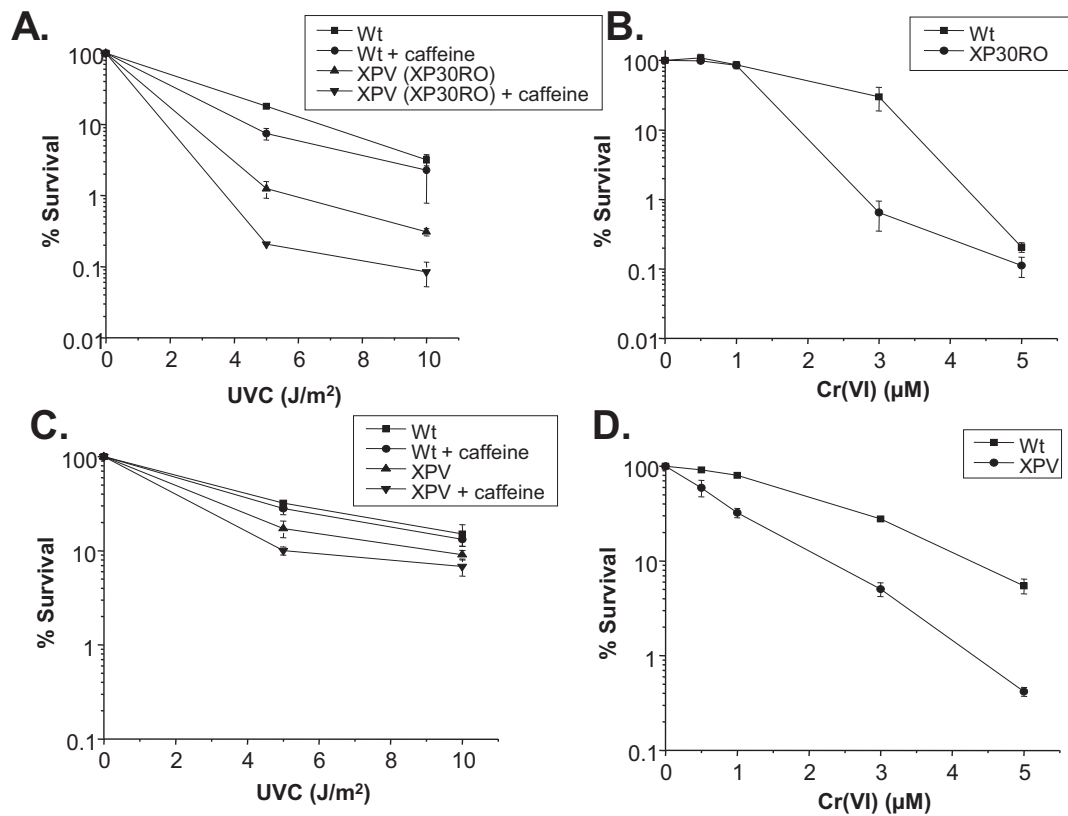 A.
Wt
Wt + caffeine
XPV (XP30RO)
XPV (XP30RO) + caffeine
100
10
1
0.1
0.01
% Survival
0 2 4 6 8 10
UVC (J/m²)
B.
Wt
XP30RO
100
10
1
0.1
0.01
% Survival
0 1 3 5
Cr(VI) (µM)
C.
Wt
Wt + caffeine
XPV
XPV + caffeine
100
10
1
0.1
% Survival
0 2 4 6 8 10
UVC (J/m²)
D.
Wt
XPV
100
10
1
0.1
% Survival
0 1 3 5
Cr(VI) (µM)